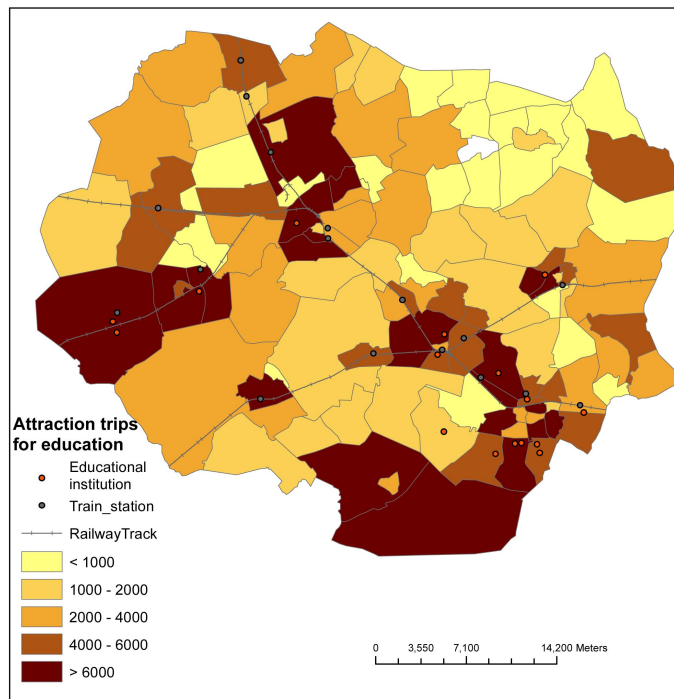 Attraction trips
for education
Educational
institution
Train_station
RailwayTrack
< 1000
1000 - 2000
2000 - 4000
4000 - 6000
> 6000
0 3,550 7,100 14,200 Meters